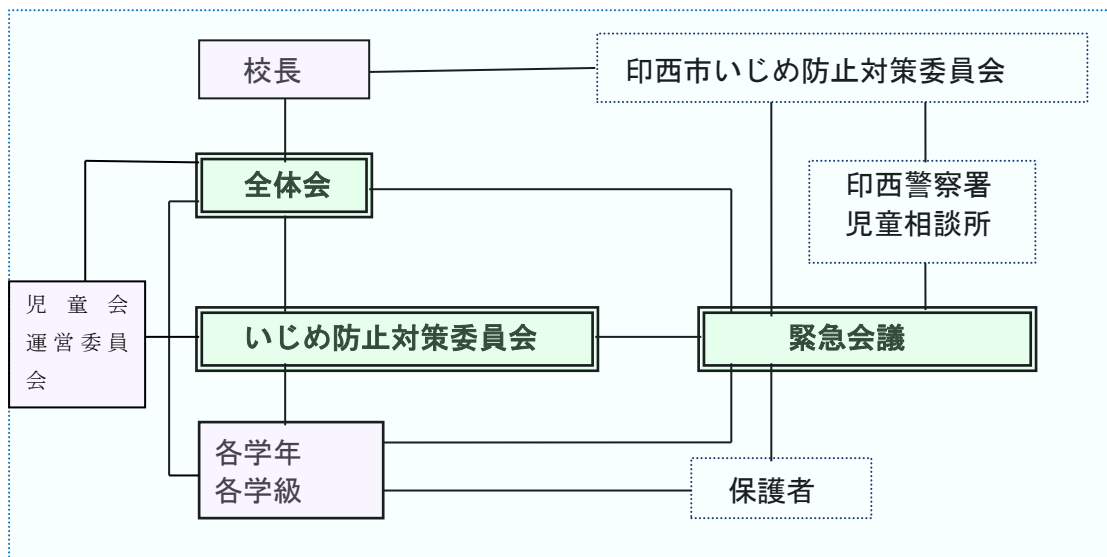 校長
印西市いじめ防止対策委員会
全体会
印西警察署
児童相談所
児童会
運営委員
会
いじめ防止対策委員会
緊急会議
各学年
各学級
保護者